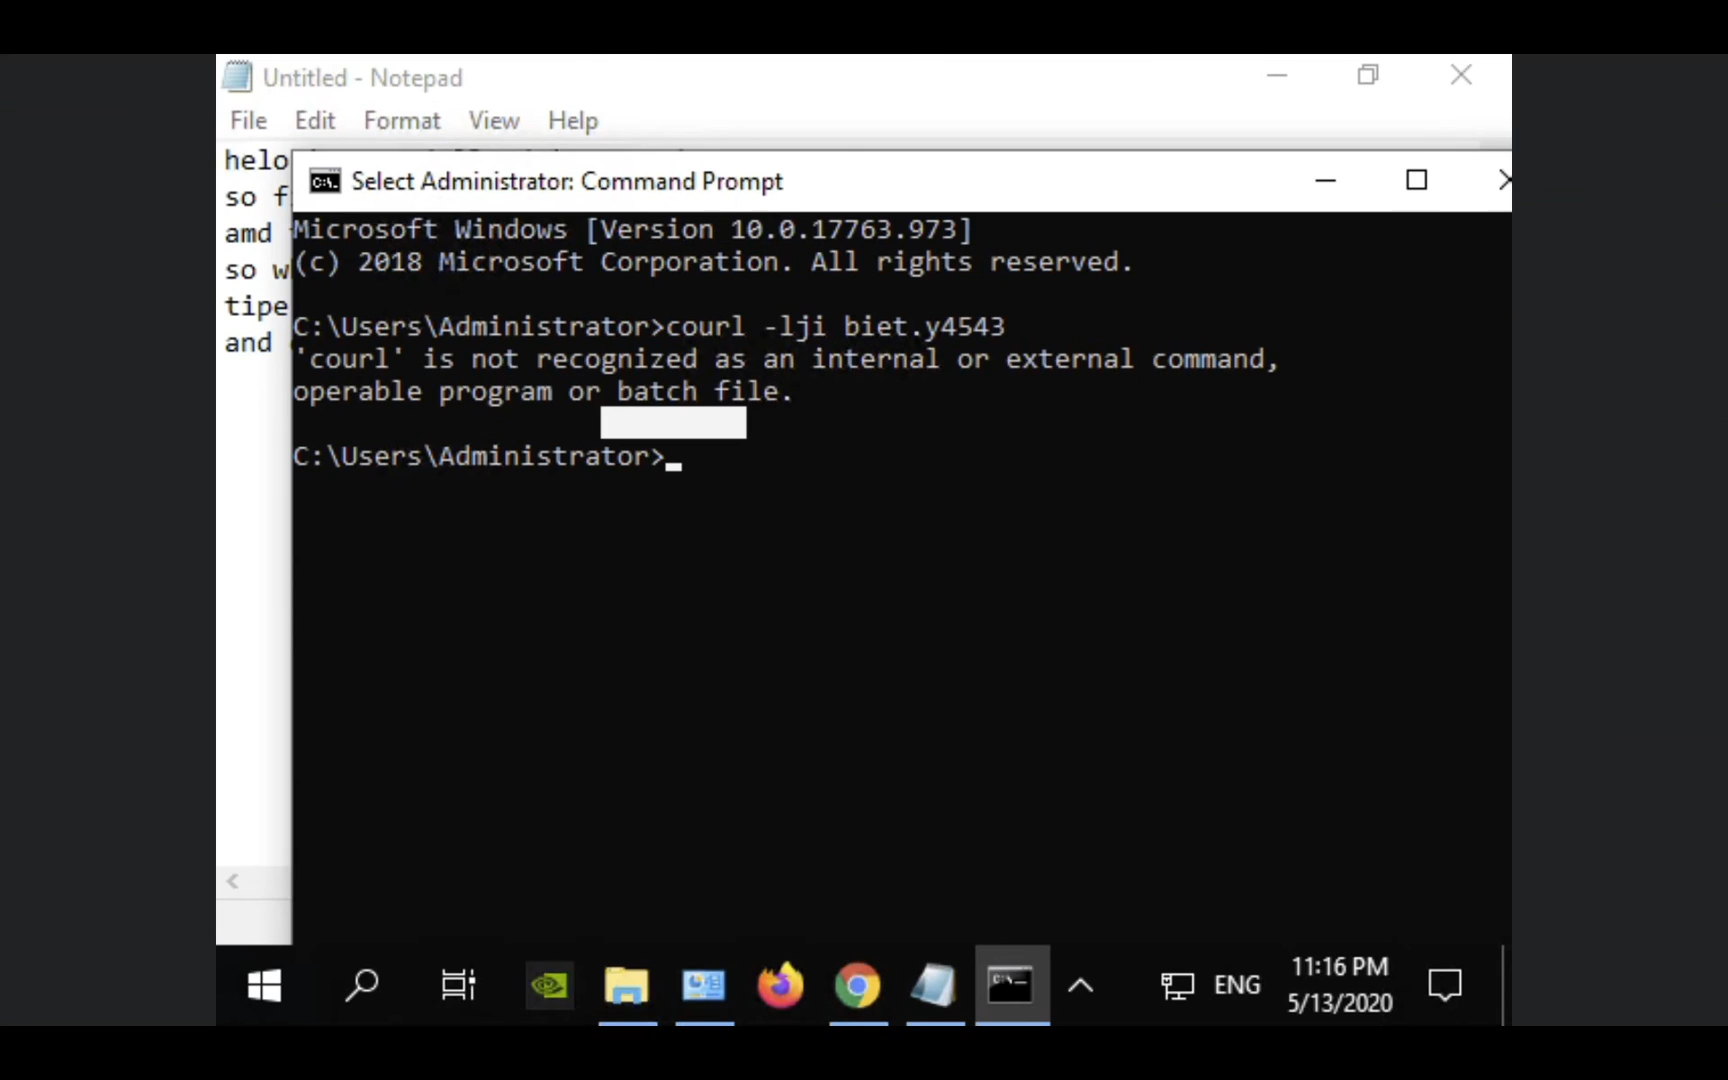 Untitled - Notepad
File Edit Format View Help
helo
so f
amd
so w
tipe
and
Select Administrator: Command Prompt
Microsoft Windows [Version 10.0.17763.973]
(c) 2018 Microsoft Corporation. All rights reserved.
C:\Users\Administrator>courl -lji biet.y4543
'courl' is not recognized as an internal or external command,
operable program or batch file.
C:\Users\Administrator>
ENG
11:16 PM
5/13/2020